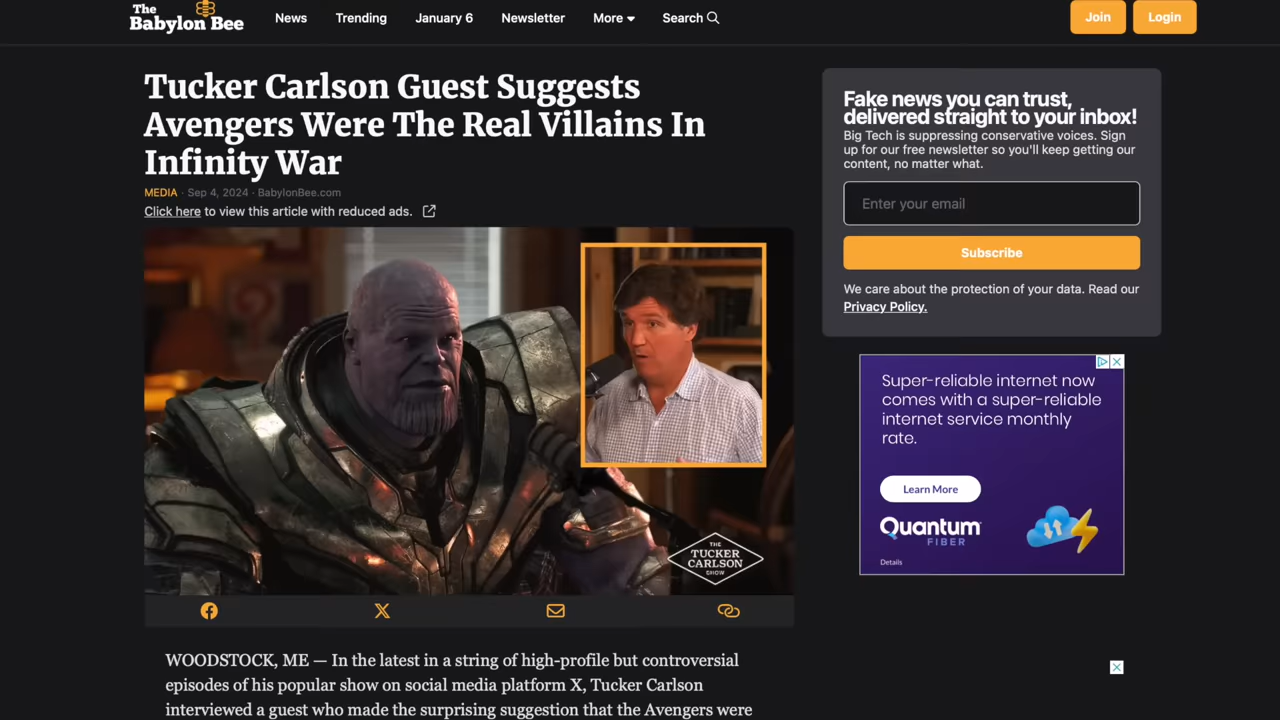 The
Babylon Bee
News
Trending
January 6
Newsletter
More
Search
Join
Login
Tucker Carlson Guest Suggests
Avengers Were The Real Villains In
Infinity War
MEDIA · Sep 4, 2024 · BabylonBee.com
Click here to view this article with reduced ads.
THE
TUCKER
CARLSON
SHOW
WOODSTOCK, ME — In the latest in a string of high-profile but controversial
episodes of his popular show on social media platform X, Tucker Carlson
interviewed a guest who made the surprising suggestion that the Avengers were
Fake news you can trust,
delivered straight to your inbox!
Big Tech is suppressing conservative voices. Sign
up for our free newsletter so you'll keep getting our
content, no matter what.
Enter your email
Subscribe
We care about the protection of your data. Read our
Privacy Policy.
Super-reliable internet now
comes with a super-reliable
internet service monthly
rate.
Learn More
Quantum
FIBER
Details